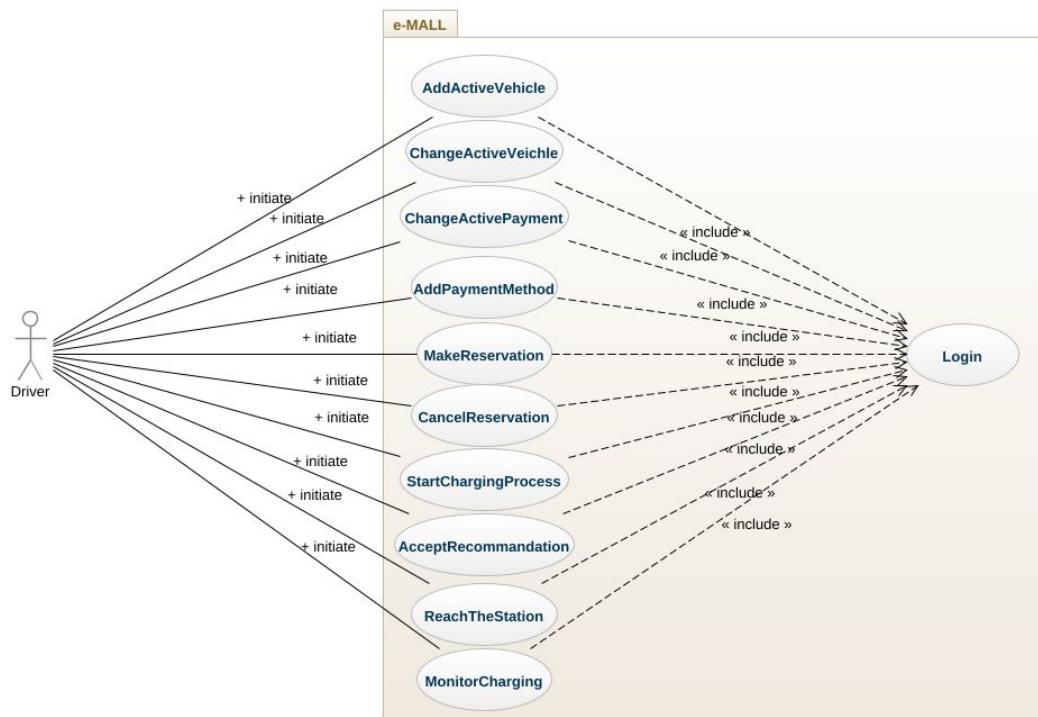 e-MALL
AddActiveVehicle
ChangeActiveVeichle
+ initiate
+ initiate
ChangeActivePayment
« include »
« include »
+ initiate
+ initiate
AddPaymentMethod
« include »
+ initiate
MakeReservation
« include »
Login
« include »
Driver
+ initiate
CancelReservation
« include »
+ initiate
« include »
+ initiate
StartChargingProcess
« include »
+ initiate
« include »
« include »
AcceptRecommandation
+ initiate
ReachTheStation
MonitorCharging